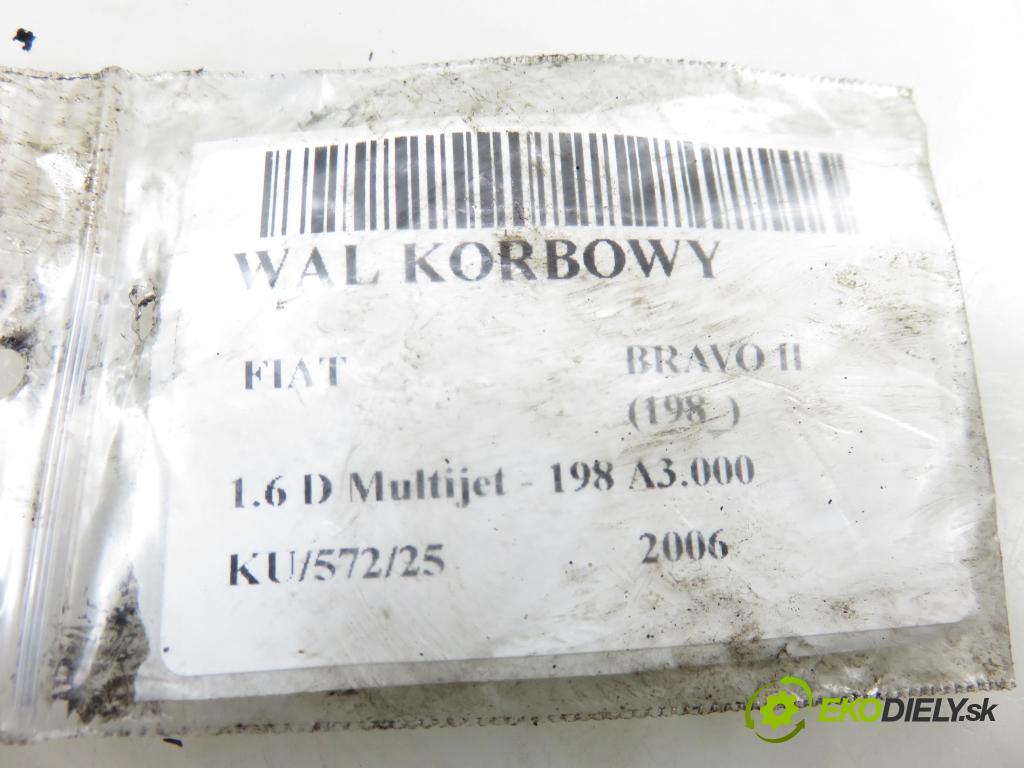 WAL KORBOWY
FIAT BRAVO II
(198_)
1.6 D Multijet - 198 A3.000
KU/572/25 2006
EKODIELY.sk